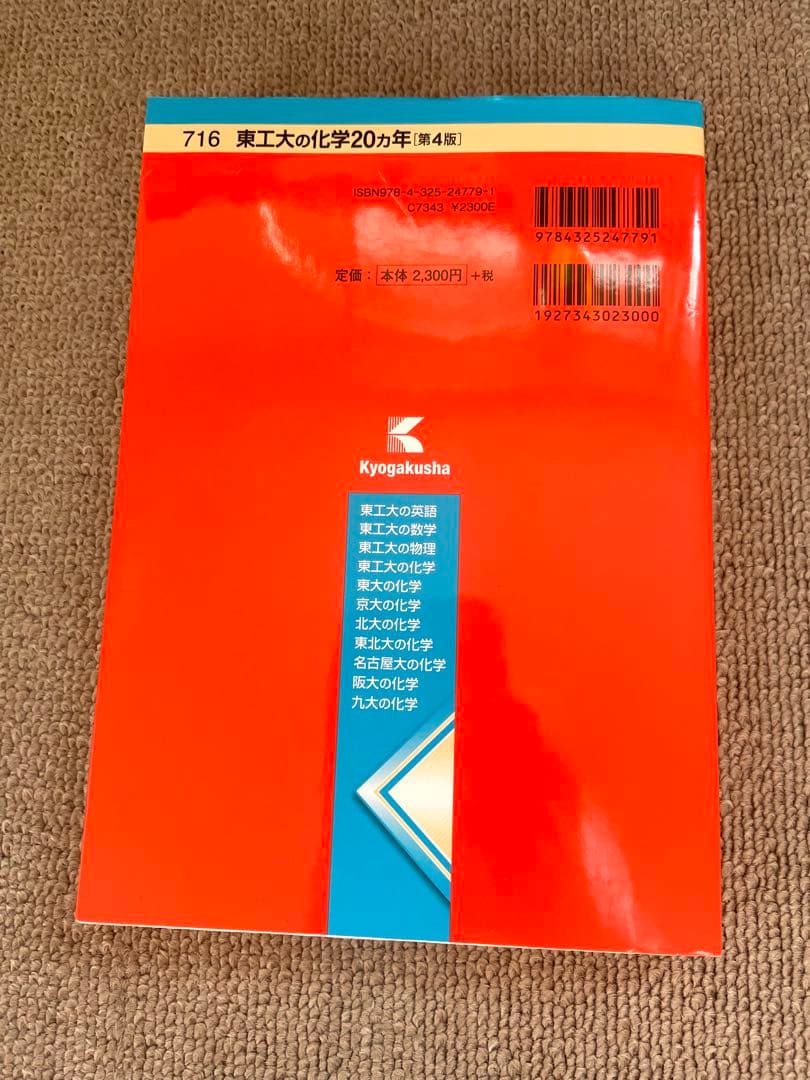 716 東工大の化学20カ年[第4版]
ISBN978-4-325-24779-1
C7343 ¥2300E
9784325247791
定価：本体 2,300円+税
1927343023000
Kyogakusha
東工大の英語
東工大の数学
東工大の物理
東工大の化学
東大の化学
京大の化学
北大の化学
東北大の化学
名古屋大の化学
阪大の化学
九大の化学